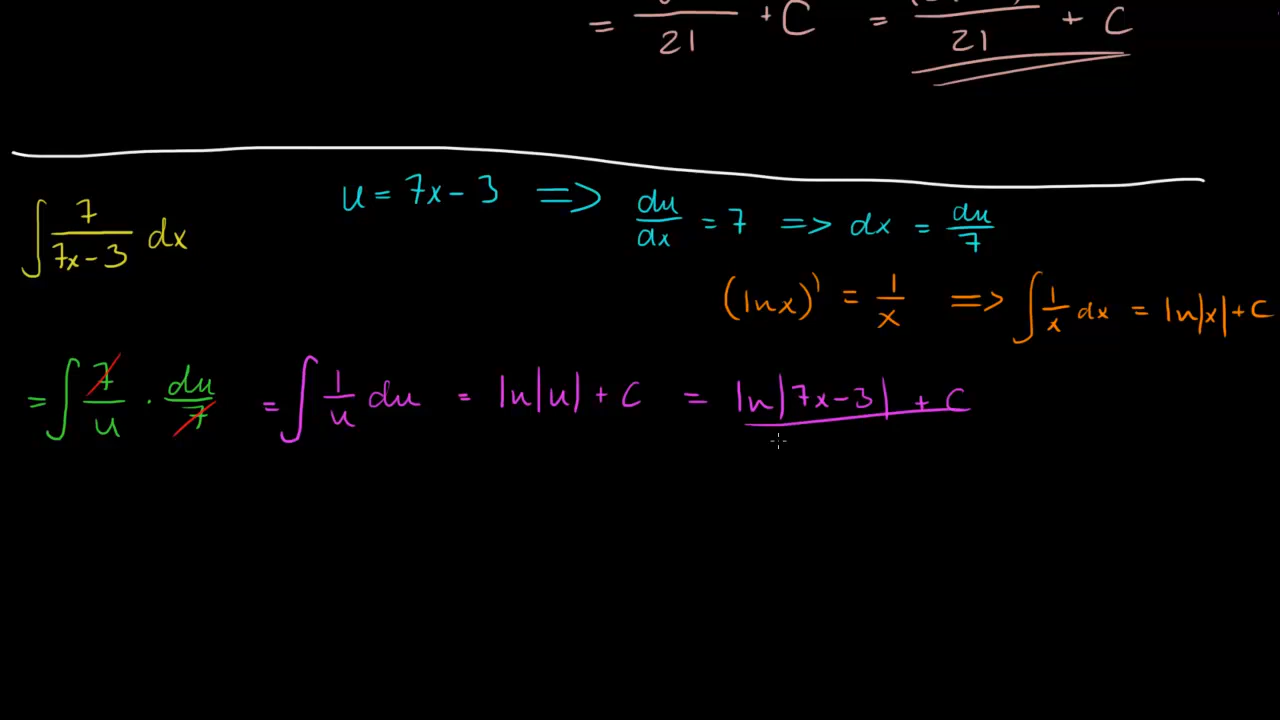 = — 21 + C = — 21 + C
∫ 7/(7x-3) dx u = 7x-3 => du/dx = 7 => dx = du/7
(lnx)' = 1/x => ∫ 1/x dx = ln|x| + C
= ∫ 7/u · du/7 = ∫ 1/u du = ln|u| + C = ln|7x-3| + C